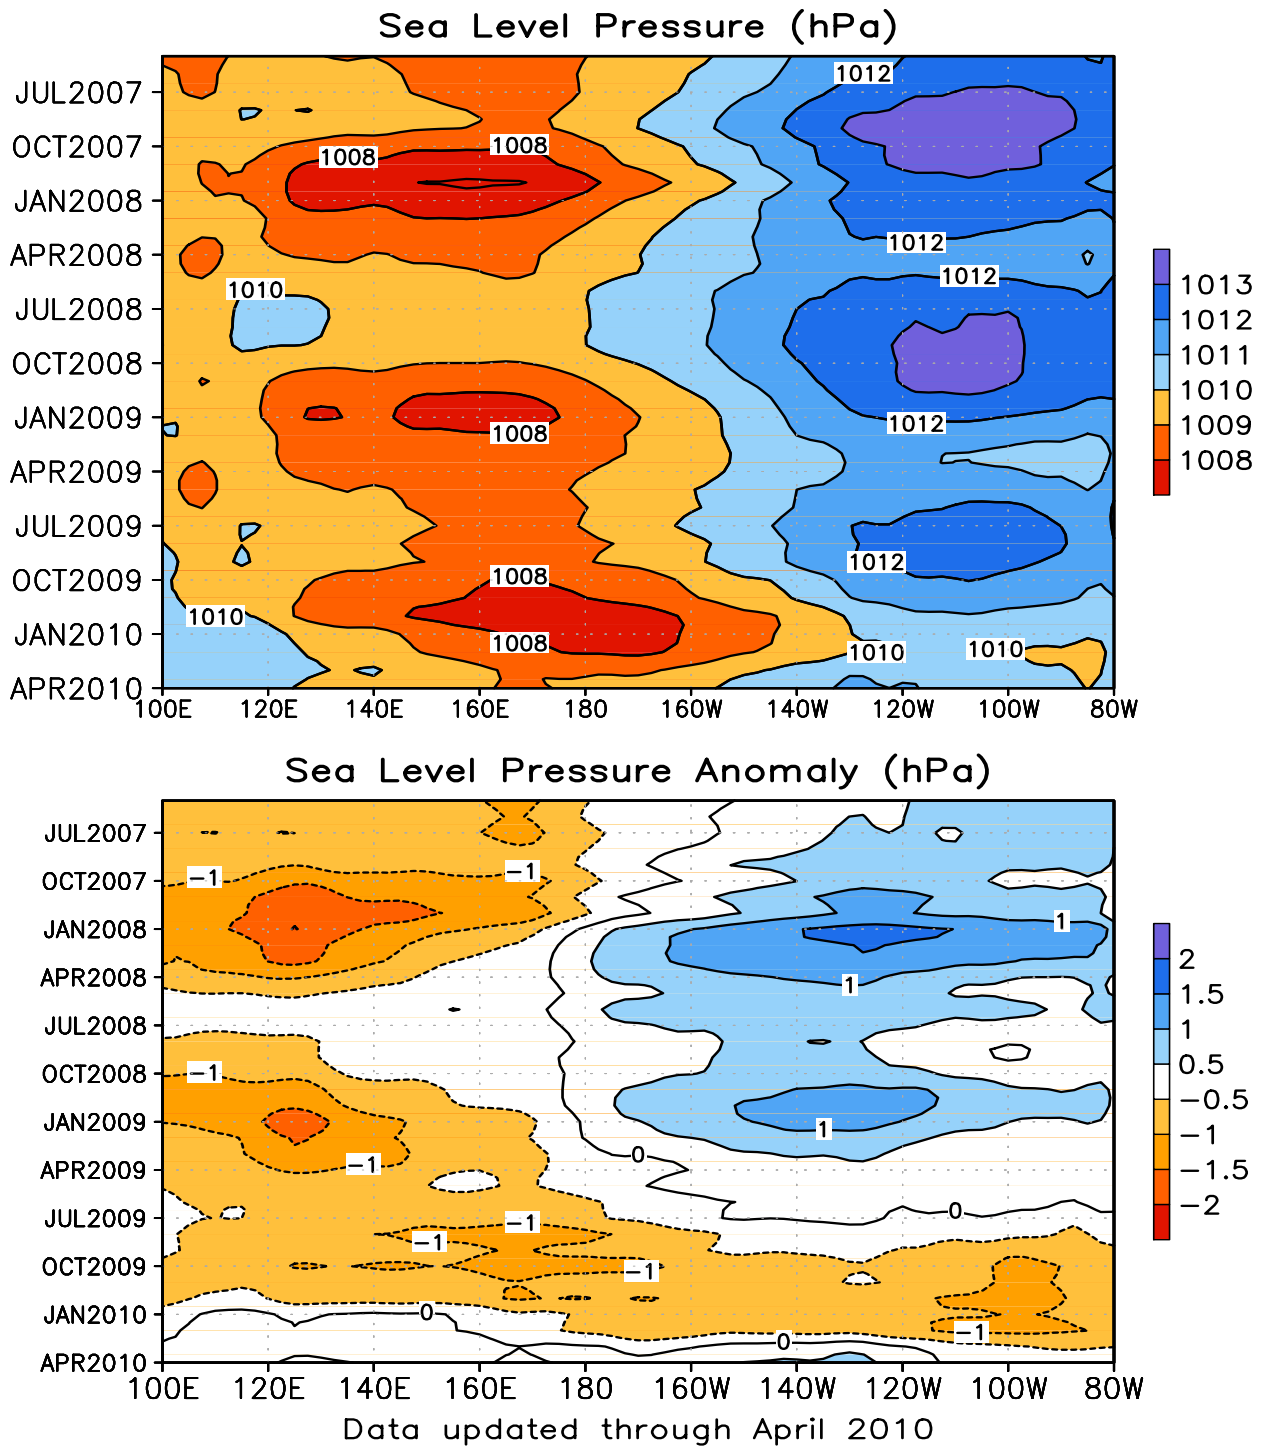 Sea Level Pressure (hPa)
JUL2007
OCT2007
JAN2008
APR2008
JUL2008
OCT2008
JAN2009
APR2009
JUL2009
OCT2009
JAN2010
APR2010
1012
1008
1008
1012
1012
1010
1012
1008
1012
1008
1010
1008
1010
1010
100E 120E 140E 160E 180 160W 140W 120W 100W 80W
1013
1012
1011
1010
1009
1008
Sea Level Pressure Anomaly (hPa)
JUL2007
OCT2007
JAN2008
APR2008
JUL2008
OCT2008
JAN2009
APR2009
JUL2009
OCT2009
JAN2010
APR2010
-1
-1
1
1
-1
1
0
-1
0
-1
-1
-1
0
-1
0
100E 120E 140E 160E 180 160W 140W 120W 100W 80W
2
1.5
1
0.5
-0.5
-1
-1.5
-2
Data updated through April 2010